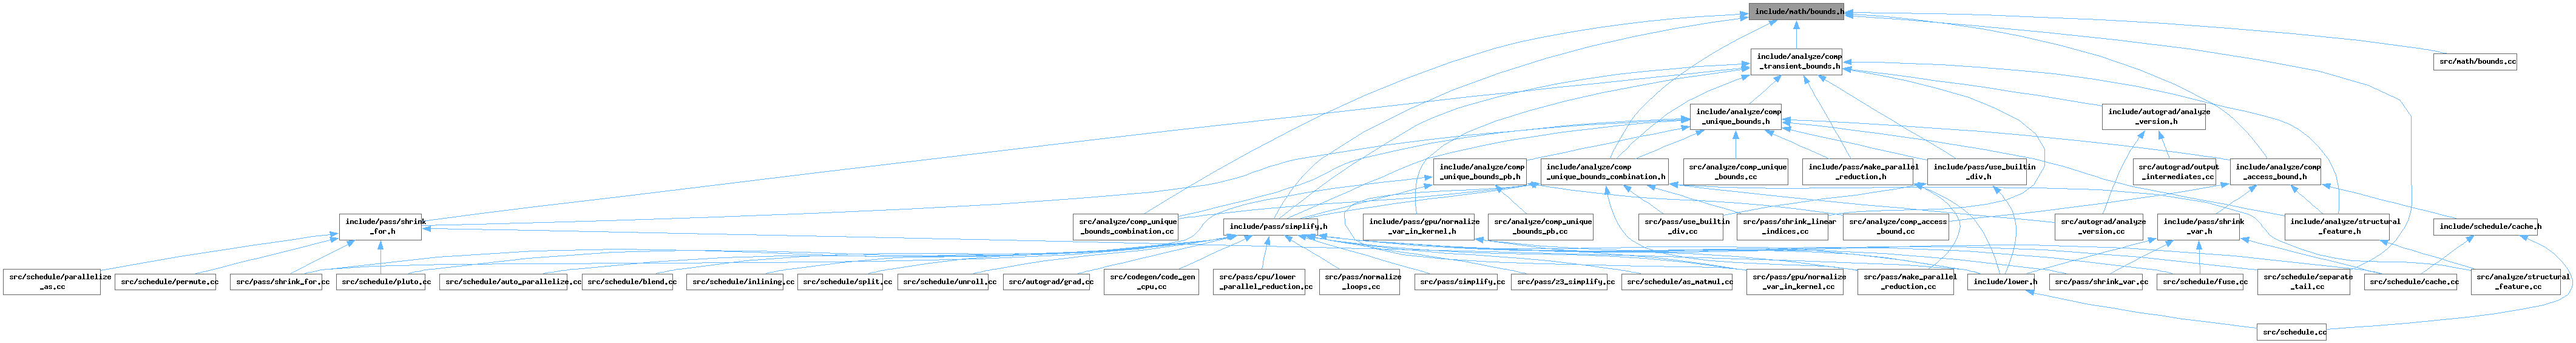 include/math/bounds.h
include/analyze/comp
_transient_bounds.h
src/math/bounds.cc
include/analyze/comp
_unique_bounds.h
include/autograd/analyze
_version.h
include/analyze/comp
_unique_bounds_pb.h
include/analyze/comp
_unique_bounds_combination.h
src/analyze/comp_unique
_bounds.cc
include/pass/make_parallel
_reduction.h
include/pass/use_builtin
_div.h
src/autograd/output
_intermediates.cc
include/analyze/comp
_access_bound.h
include/pass/shrink
_for.h
src/analyze/comp_unique
_bounds_combination.cc
include/pass/simplify.h
include/pass/gpu/normalize
_var_in_kernel.h
src/analyze/comp_unique
_bounds_pb.cc
src/pass/use_builtin
_div.cc
src/pass/shrink_linear
_indices.cc
src/analyze/comp_access
_bound.cc
src/autograd/analyze
_version.cc
include/pass/shrink
_var.h
include/analyze/structural
_feature.h
include/schedule/cache.h
src/schedule/parallelize
_as.cc
src/schedule/permute.cc
src/pass/shrink_for.cc
src/schedule/pluto.cc
src/schedule/auto_parallelize.cc
src/schedule/blend.cc
src/schedule/inlining.cc
src/schedule/split.cc
src/schedule/unroll.cc
src/autograd/grad.cc
src/codegen/code_gen
_cpu.cc
src/pass/cpu/lower
_parallel_reduction.cc
src/pass/normalize
_loops.cc
src/pass/simplify.cc
src/pass/z3_simplify.cc
src/schedule/as_matmul.cc
src/pass/gpu/normalize
_var_in_kernel.cc
src/pass/make_parallel
_reduction.cc
include/lower.h
src/pass/shrink_var.cc
src/schedule/fuse.cc
src/schedule/separate
_tail.cc
src/schedule/cache.cc
src/analyze/structural
_feature.cc
src/schedule.cc